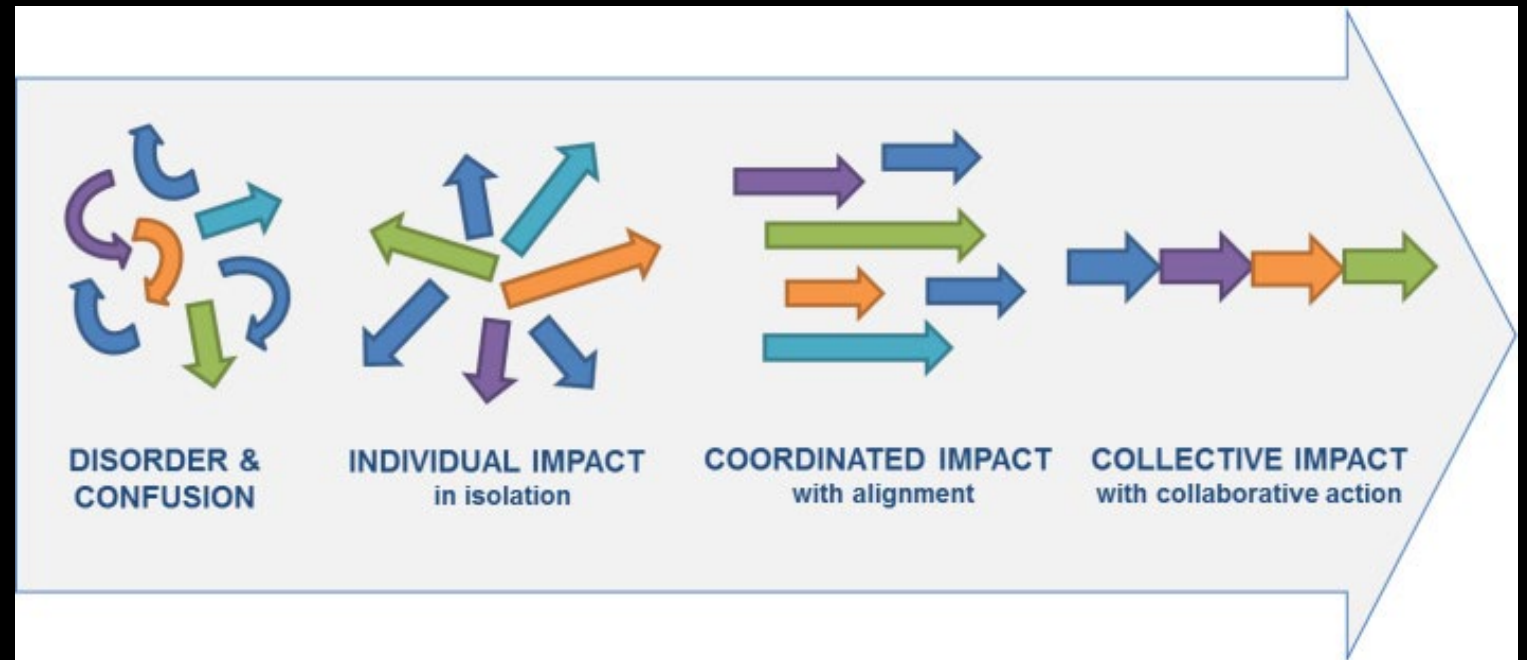 DISORDER &
CONFUSION
INDIVIDUAL IMPACT
in isolation
COORDINATED IMPACT
with alignment
COLLECTIVE IMPACT
with collaborative action